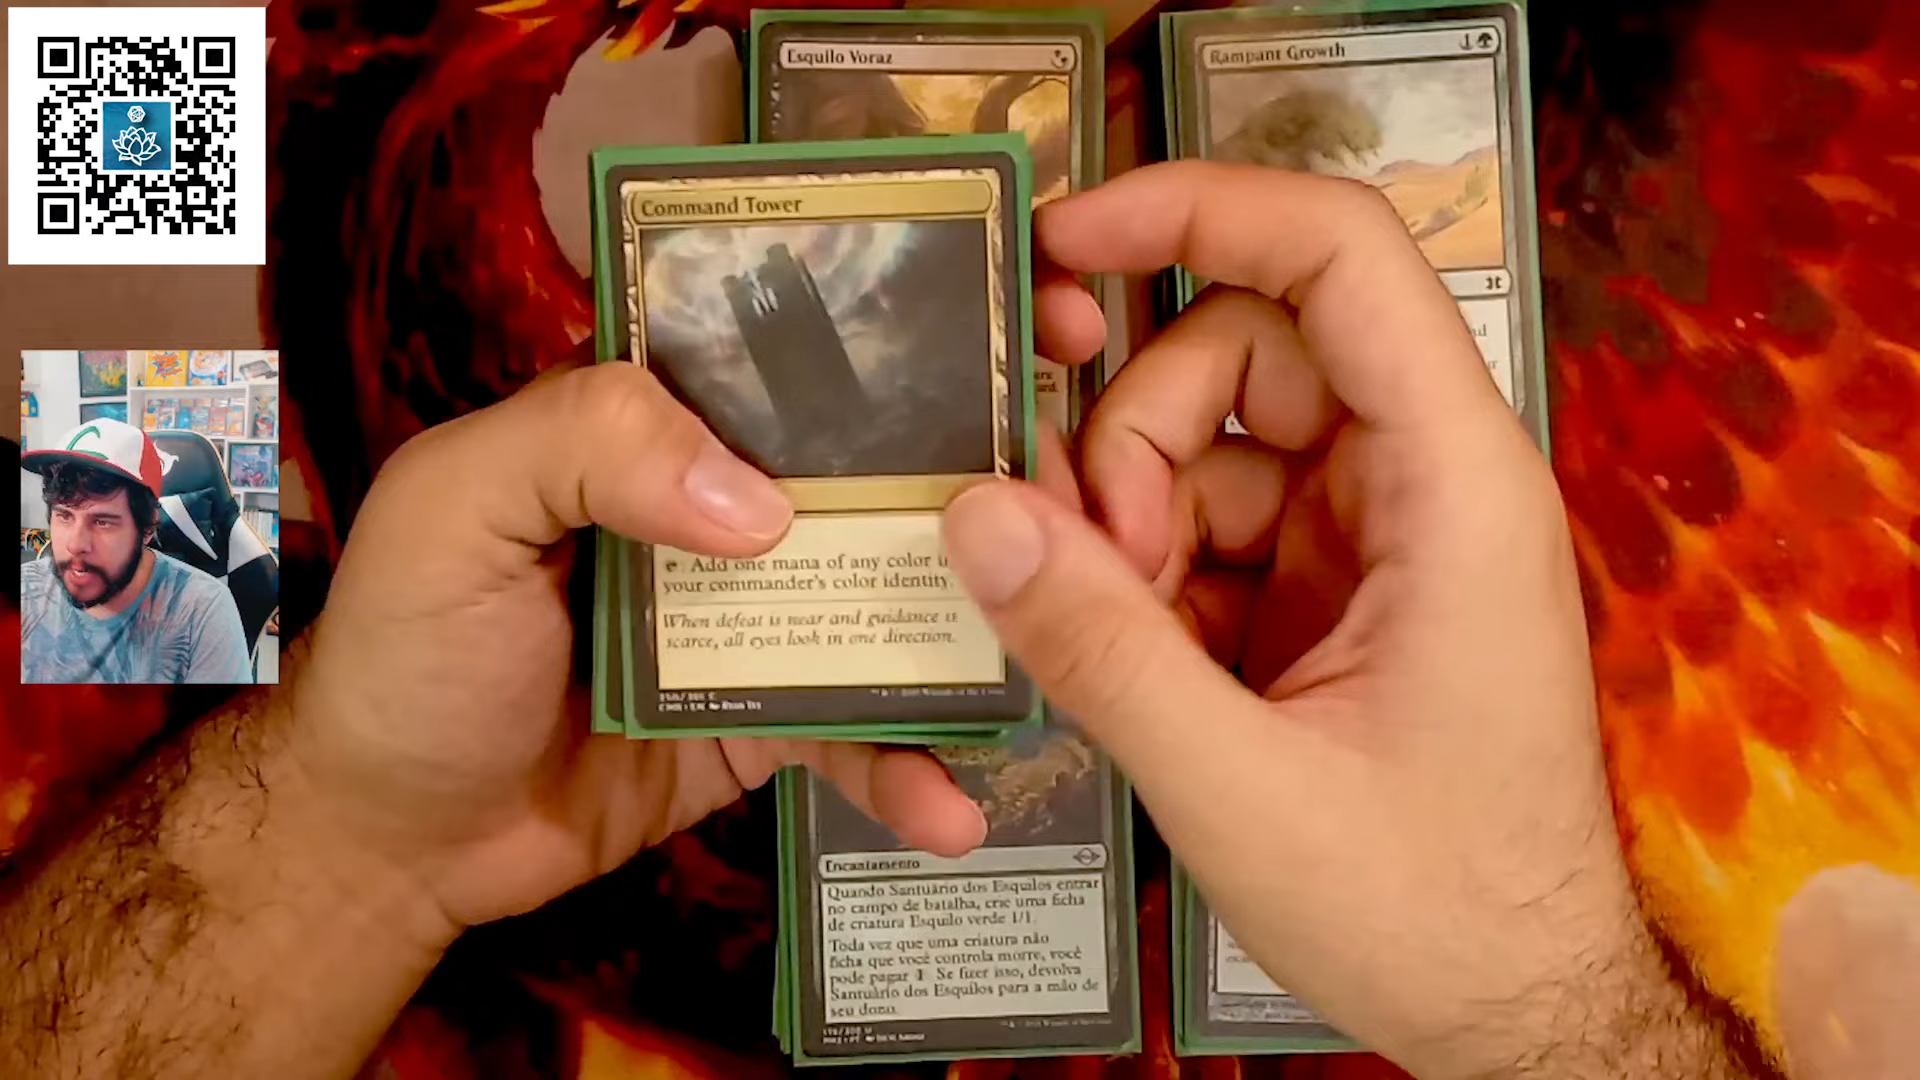 Esquilo Voraz
Rampant Growth
1
Command Tower
: Add one mana of any color
your commander's color identity.
When defeat is near and guidance is
scarce, all eyes look in one direction.
Encantamento
Quando Santuário dos Esquilos entrar
no campo de batalha, crie uma ficha
de criatura Esquilo verde 1/1.
Toda vez que uma criatura não
ficha que você controla morre, você
pode pagar 1. Se fizer isso, devolva
Santuário dos Esquilos para a mão de
seu dono.